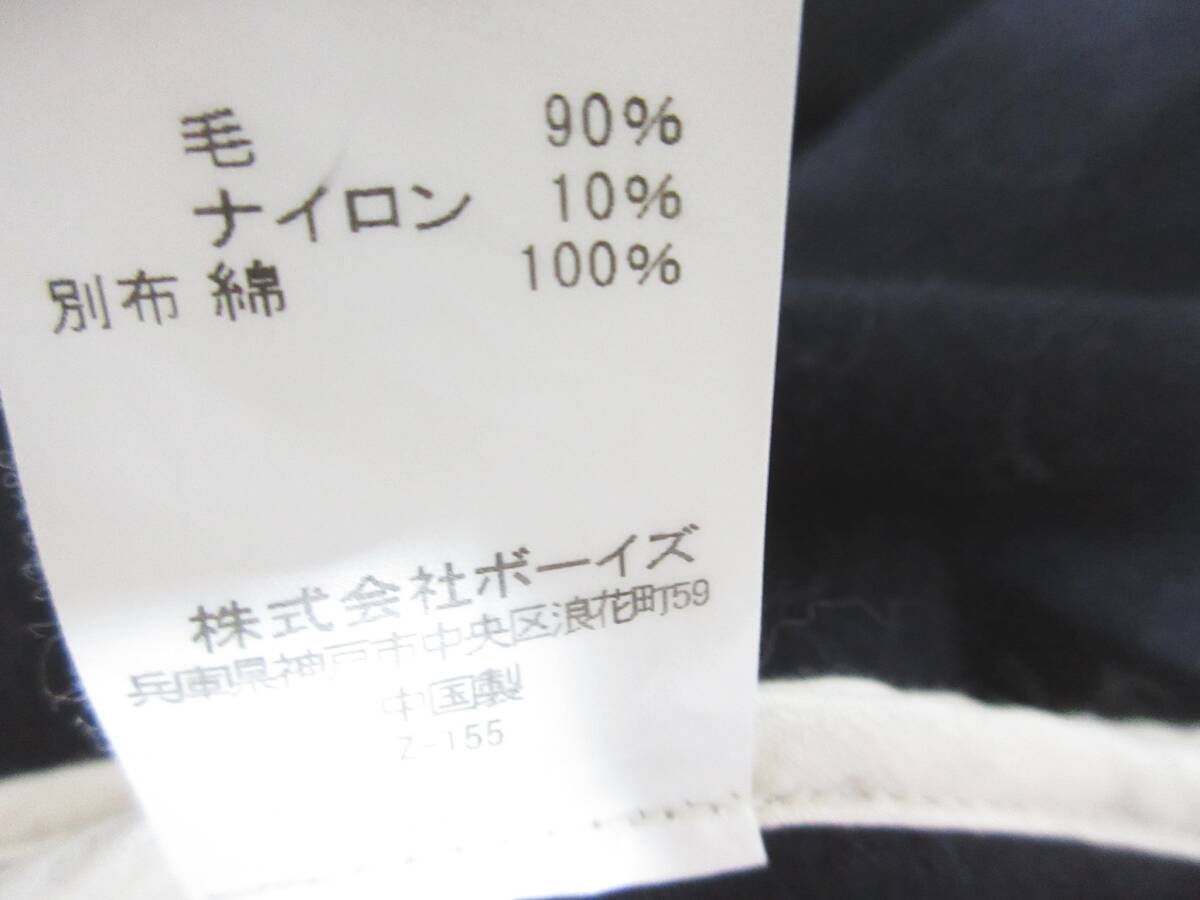 毛 90%
ナイロン 10%
別布 綿 100%
株式会社ボーイズ
兵庫県神戸市中央区浪花町59
中国製
Z-155